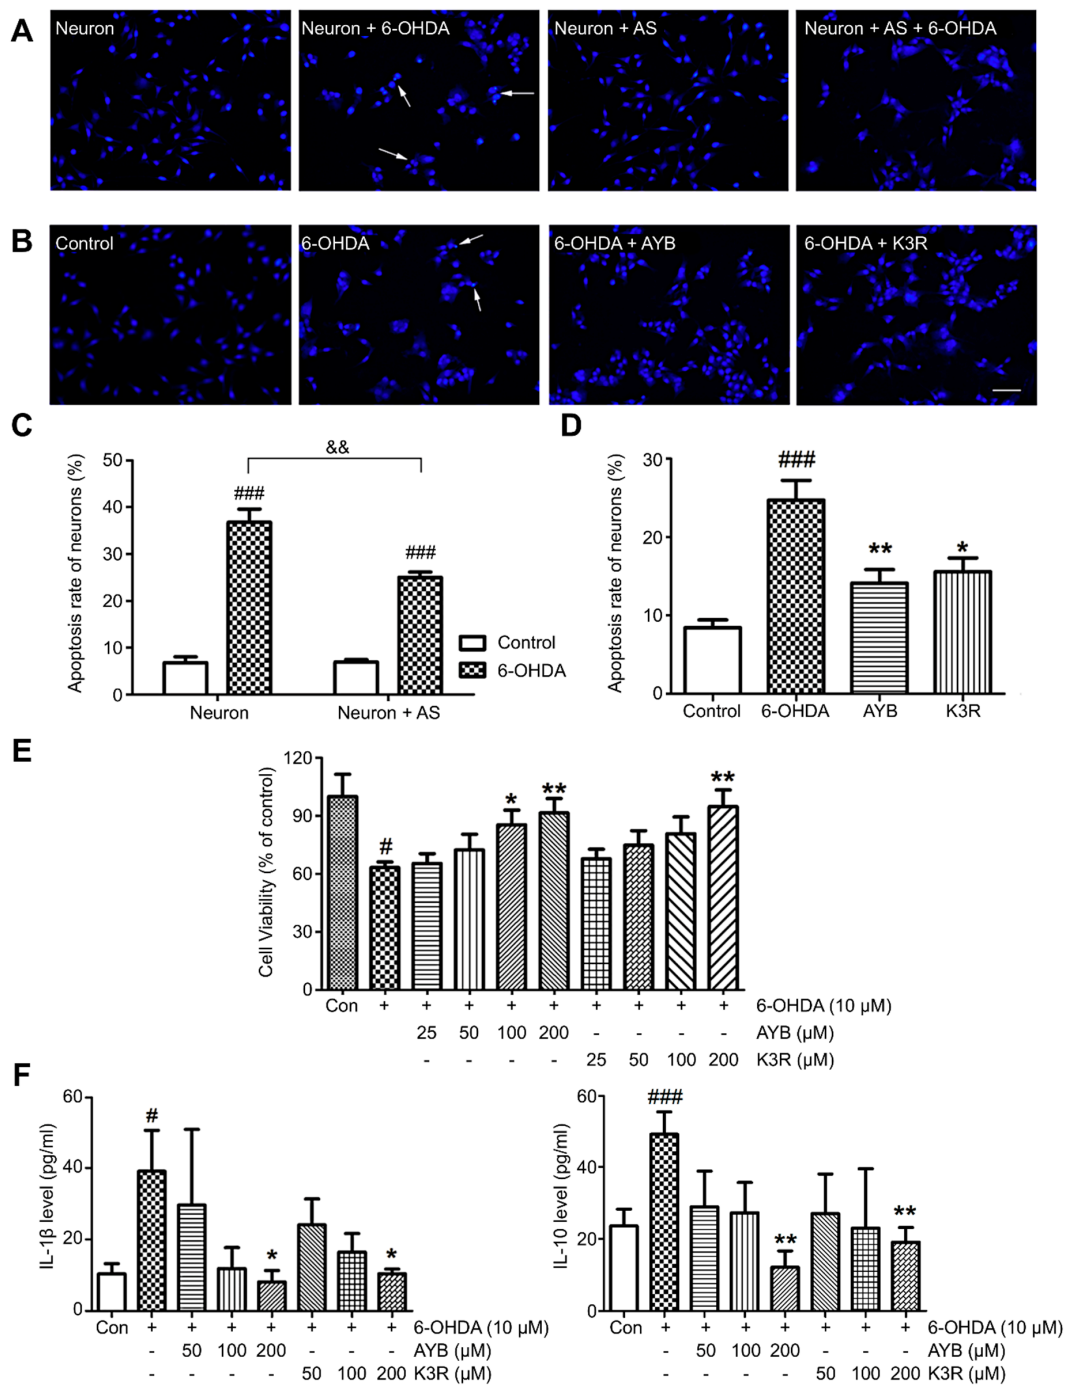 A
Neuron
Neuron + 6-OHDA
Neuron + AS
Neuron + AS + 6-OHDA
B
Control
6-OHDA
6-OHDA + AYB
6-OHDA + K3R
C
Apoptosis rate of neurons (%)
50
40
30
20
10
0
&&
###
###
Control
6-OHDA
Neuron
Neuron + AS
D
Apoptosis rate of neurons (%)
30
20
10
0
###
**
*
Control
6-OHDA
AYB
K3R
E
Cell Viability (% of control)
120
90
60
30
0
#
*
**
**
Con + + + + + + + + + 6-OHDA (10 μM)
25 50 100 200 - - - - AYB (μM)
- - - - 25 50 100 200 K3R (μM)
F
IL-1β level (pg/ml)
60
40
20
0
#
*
*
Con + + + + + + + 6-OHDA (10 μM)
- 50 100 200 - - - AYB (μM)
- - - - 50 100 200 K3R (μM)
IL-10 level (pg/ml)
60
40
20
0
###
**
**
Con + + + + + + + 6-OHDA (10 μM)
- 50 100 200 - - - AYB (μM)
- - - - 50 100 200 K3R (μM)